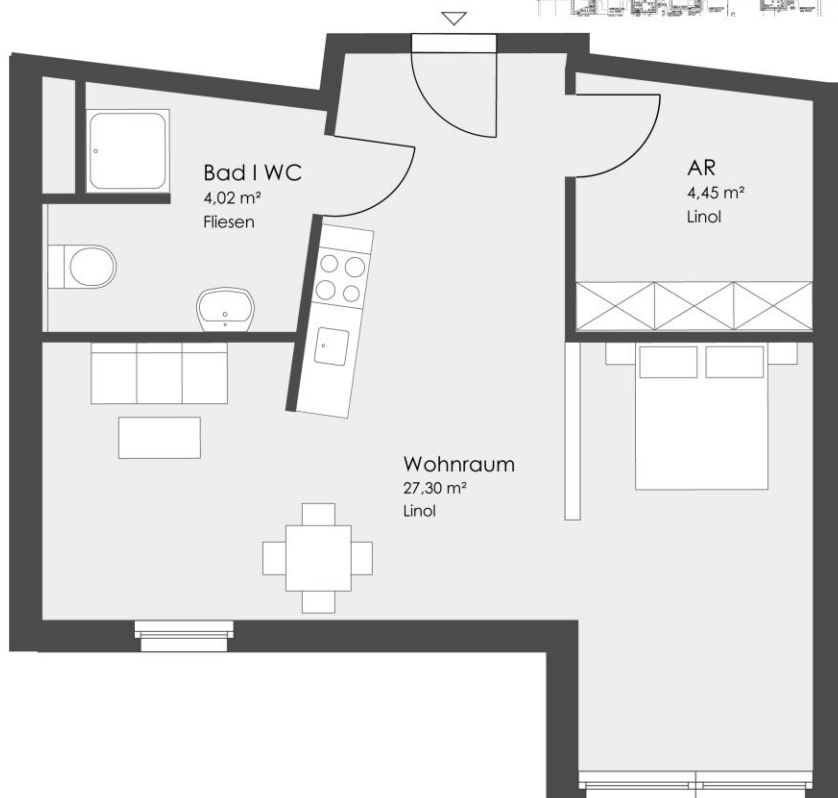 Bad I WC
4,02 m²
Fliesen
AR
4,45 m²
Linol
Wohnraum
27,30 m²
Linol